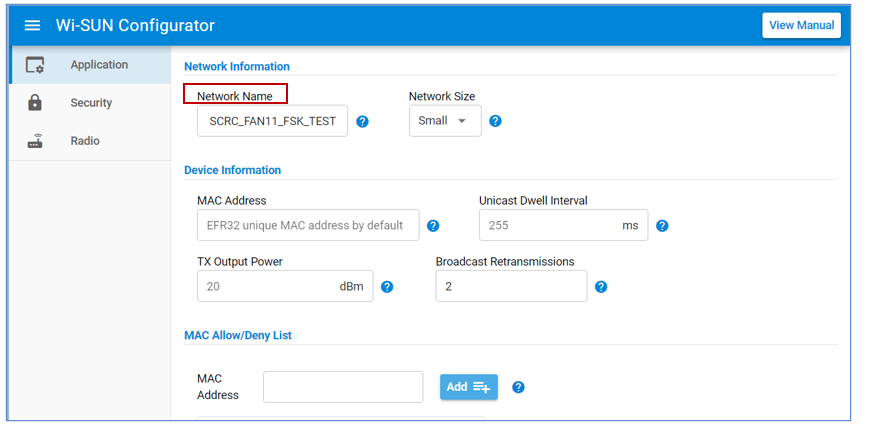 Wi-SUN Configurator
View Manual
Application
Security
Radio
Network Information
Network Name
Network Size
SCRC_FAN11_FSK_TEST
?
Small
?
Device Information
MAC Address
Unicast Dwell Interval
EFR32 unique MAC address by default
?
255 ms
?
TX Output Power
Broadcast Retransmissions
20 dBm
?
2
?
MAC Allow/Deny List
MAC
Address
Add
?